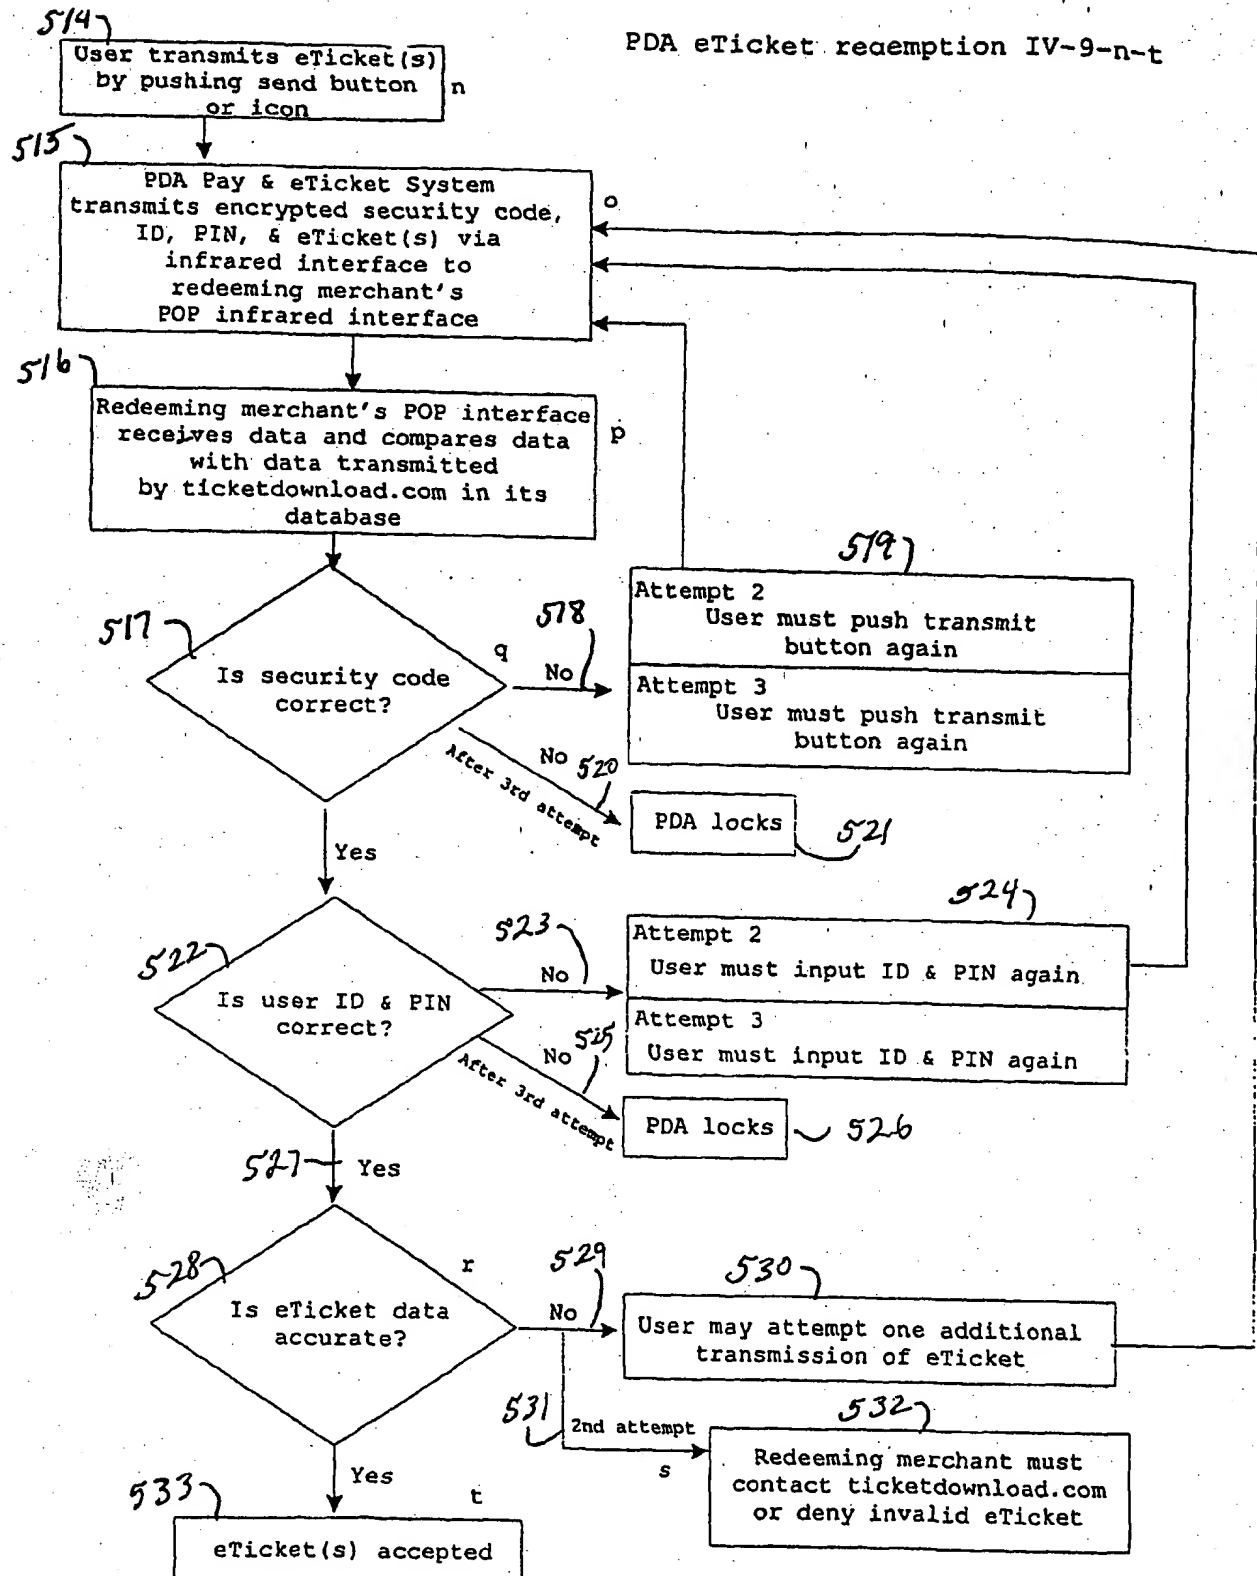 514
PDA eTicket redemption IV-9-n-t
User transmits eTicket(s)
by pushing send button
or icon
n
515
PDA Pay & eTicket System
transmits encrypted security code,
ID, PIN, & eTicket(s) via
infrared interface to
redeeming merchant's
POP infrared interface
o
516
Redeeming merchant's POP interface
receives data and compares data
with data transmitted
by ticketdownload.com in its
database
p
517
Is security code
correct?
q
518
No
519
Attempt 2
User must push transmit
button again
Attempt 3
User must push transmit
button again
No
520
After 3rd attempt
PDA locks
521
Yes
522
Is user ID & PIN
correct?
523
No
524
Attempt 2
User must input ID & PIN again
Attempt 3
User must input ID & PIN again
No
525
After 3rd attempt
PDA locks
526
527
Yes
528
Is eTicket data
accurate?
r
529
No
530
User may attempt one additional
transmission of eTicket
531
2nd attempt
s
532
Redeeming merchant must
contact ticketdownload.com
or deny invalid eTicket
Yes
533
t
eTicket(s) accepted